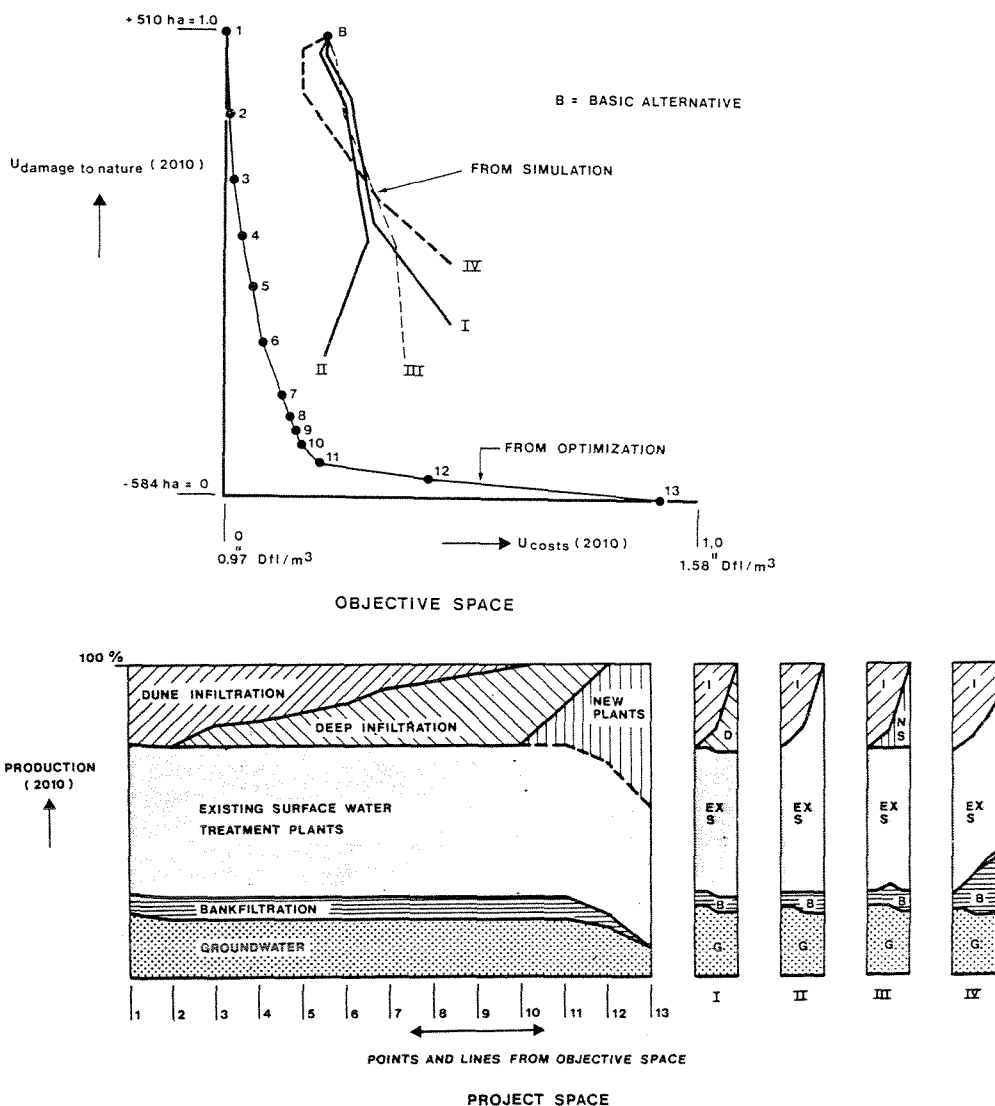 +510 ha = 1.0
1
B
2
B = BASIC ALTERNATIVE
U damage to nature (2010)
3
FROM SIMULATION
4
IV
5
I
6
II
III
7
8
9
10
FROM OPTIMIZATION
11
12
-584 ha = 0
13
0
"
0.97 Dfl/m3
Ucosts (2010)
1,0
"
1.58 Dfl/m3
OBJECTIVE SPACE
100 %
DUNE INFILTRATION
DEEP INFILTRATION
NEW
PLANTS
I
D
I
I
N
S
I
PRODUCTION
(2010)
EXISTING SURFACE WATER
TREATMENT PLANTS
EX
S
EX
S
EX
S
EX
S
BANKFILTRATION
B
B
B
B
GROUNDWATER
G
G
G
G
1
2
3
4
5
6
7
8
9
10
11
12
13
I
II
III
IV
POINTS AND LINES FROM OBJECTIVE SPACE
PROJECT SPACE